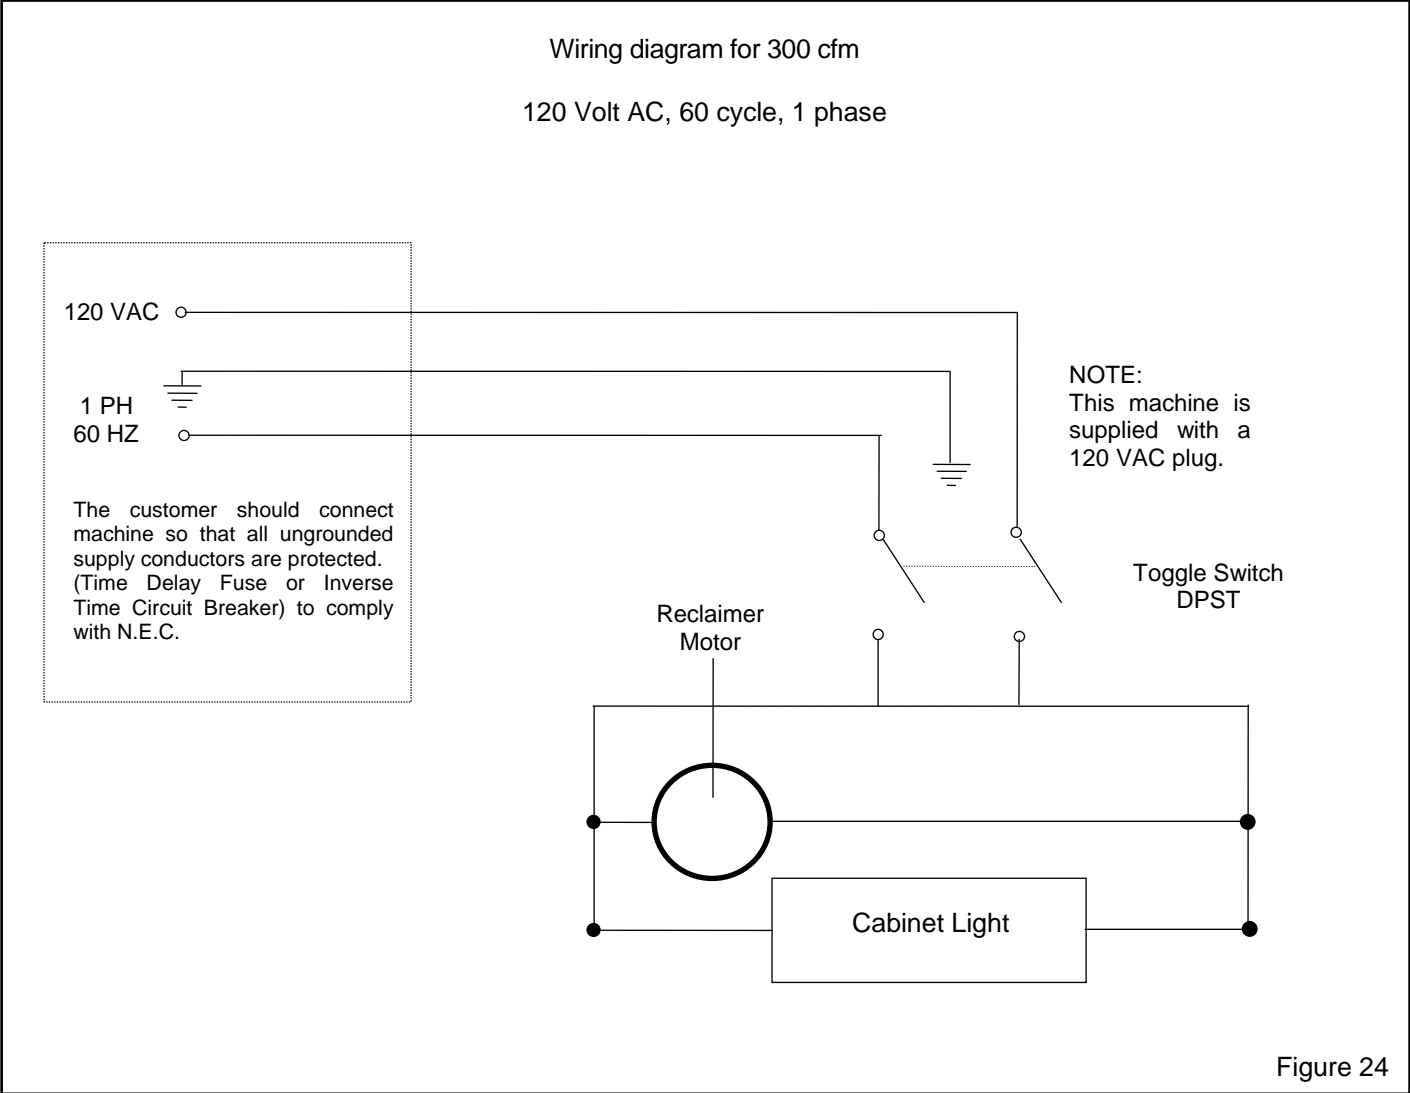 Wiring diagram for 300 cfm
120 Volt AC, 60 cycle, 1 phase
120 VAC
1 PH
60 HZ
The customer should connect
machine so that all ungrounded
supply conductors are protected.
(Time Delay Fuse or Inverse
Time Circuit Breaker) to comply
with N.E.C.
NOTE:
This machine is
supplied with a
120 VAC plug.
Toggle Switch
DPST
Reclaimer
Motor
Cabinet Light
Figure 24